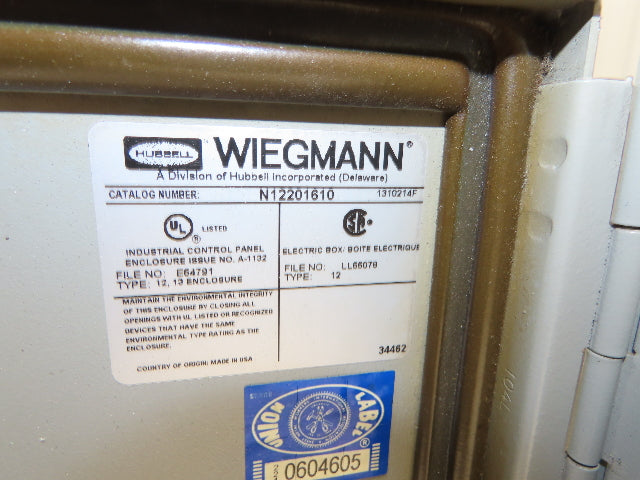 HUBBELL WIEGMANN®
A Division of Hubbell Incorporated (Delaware)
CATALOG NUMBER: N12201610 1310214F
UL LISTED
®
INDUSTRIAL CONTROL PANEL
ENCLOSURE ISSUE NO. A-1132
FILE NO: E64791
TYPE: 12, 13 ENCLOSURE
MAINTAIN THE ENVIRONMENTAL INTEGRITY
OF THIS ENCLOSURE BY CLOSING ALL
OPENINGS WITH UL LISTED OR RECOGNIZED
DEVICES THAT HAVE THE SAME
ENVIRONMENTAL TYPE RATING AS THE
ENCLOSURE.
COUNTRY OF ORIGIN: MADE IN USA
ELECTRIC BOX/ BOITE ELECTRIQUE
FILE NO: LL66078
TYPE: 12
34462
UNION LABEL ®
0604605